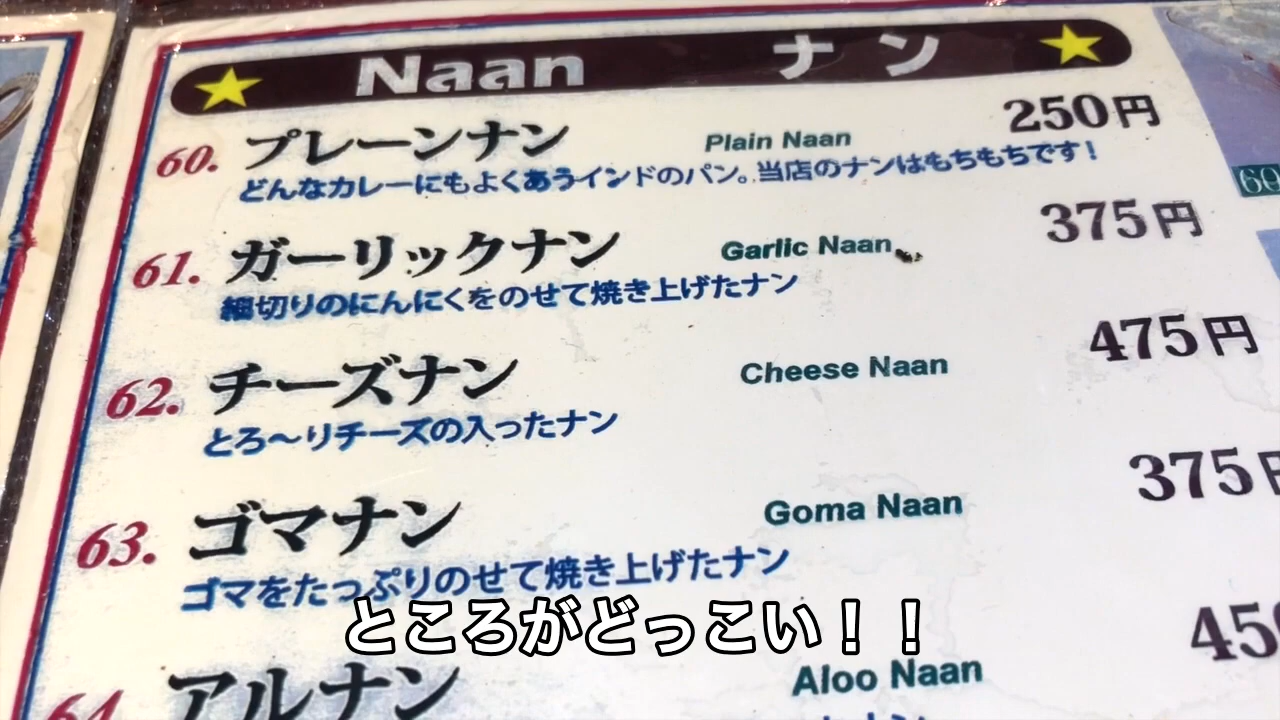 Naan ナン
60. プレーンナン Plain Naan 250円
どんなカレーにもよくあうインドのパン。当店のナンはもちもちです!
61. ガーリックナン Garlic Naan 375円
細切りのにんにくをのせて焼き上げたナン
62. チーズナン Cheese Naan 475円
とろ～りチーズの入ったナン
63. ゴマナン Goma Naan 375円
ゴマをたっぷりのせて焼き上げたナン
ところがどっこい！！
64. アルナン Aloo Naan 450
60